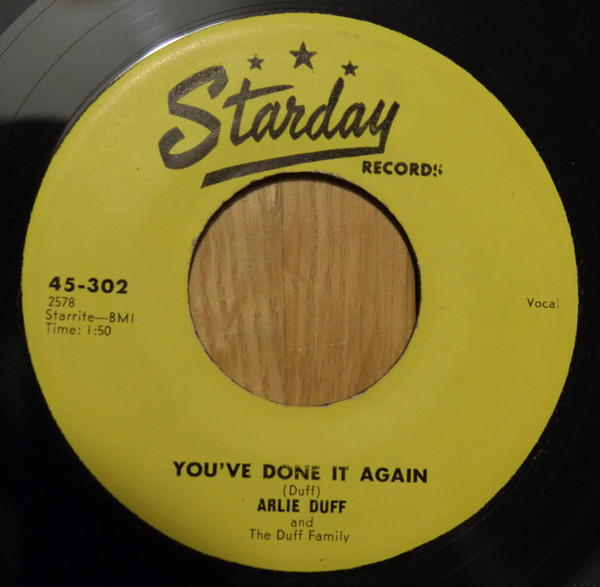 Starday
RECORDS
45-302
2578
Starrite—BMI
Time: 1:50
Vocal
YOU'VE DONE IT AGAIN
(Duff)
ARLIE DUFF
and
The Duff Family